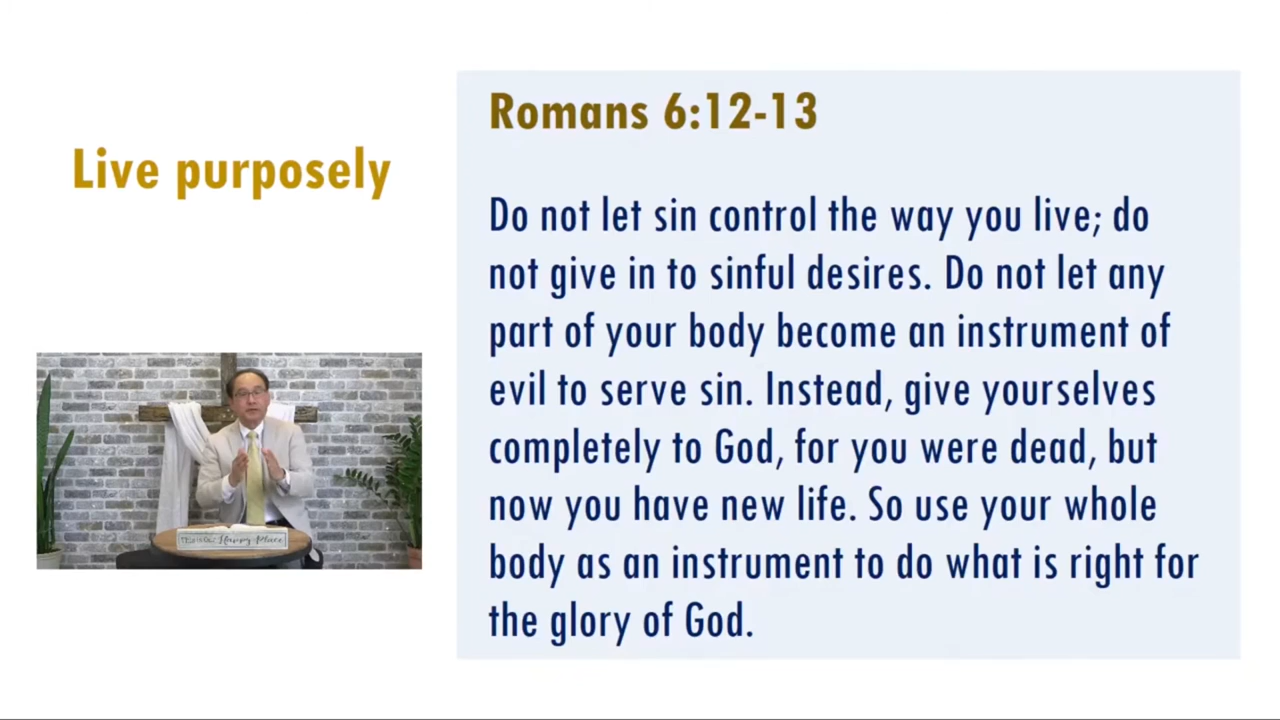 Live purposely
Romans 6:12-13
Do not let sin control the way you live; do
not give in to sinful desires. Do not let any
part of your body become an instrument of
evil to serve sin. Instead, give yourselves
completely to God, for you were dead, but
now you have new life. So use your whole
body as an instrument to do what is right for
the glory of God.
Happy Place